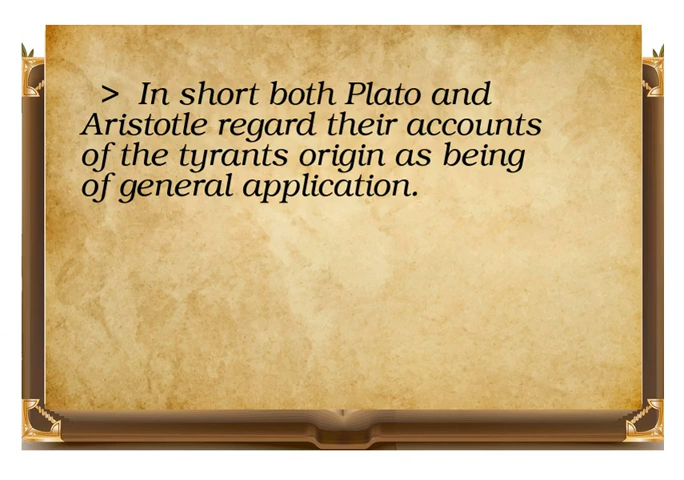 > In short both Plato and
Aristotle regard their accounts
of the tyrants origin as being
of general application.